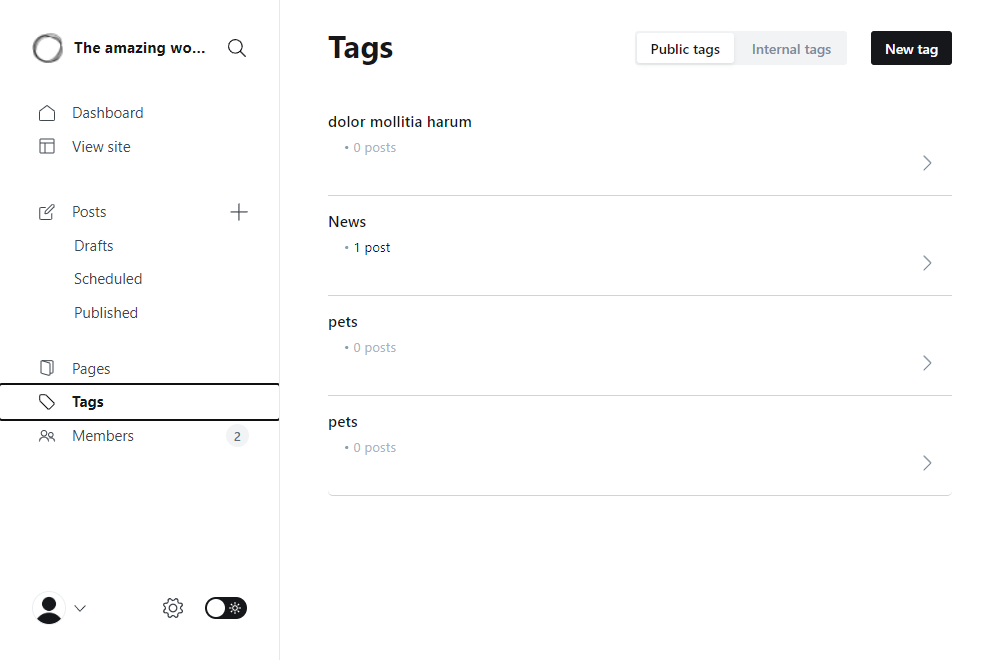 The amazing wo...
Dashboard
View site
Posts
Drafts
Scheduled
Published
Pages
Tags
Members 2
Tags
Public tags Internal tags New tag
dolor mollitia harum
• 0 posts
News
• 1 post
pets
• 0 posts
pets
• 0 posts